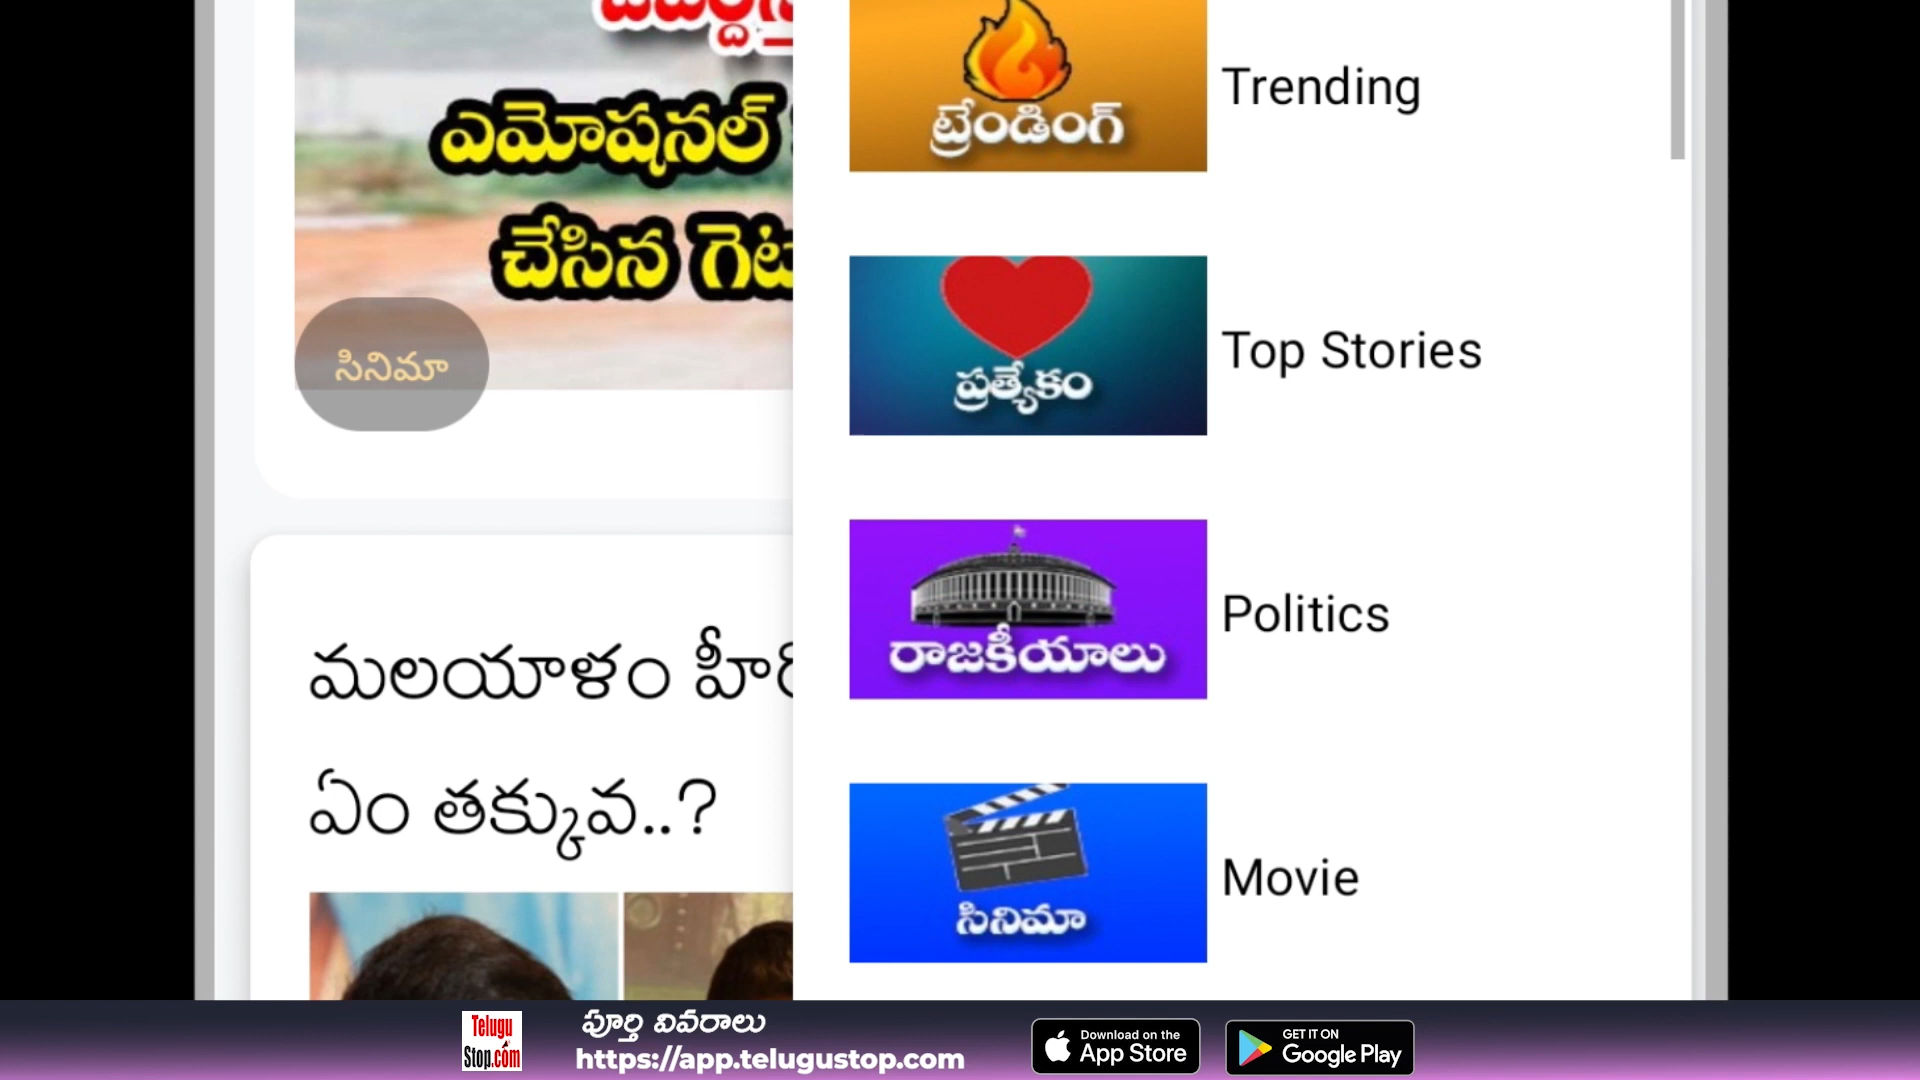 ఎమోషనల్
చేసిన
సినిమా
మలయాళం
ఏం తక్కువ..?
ట్రేండింగ్
Trending
ప్రత్యేకం
Top Stories
రాజకీయాలు
Politics
సినిమా
Movie
Telugu
Stop.com
పూర్తి వివరాలు
https://app.telugustop.com
Download on the
App Store
GET IT ON
Google Play